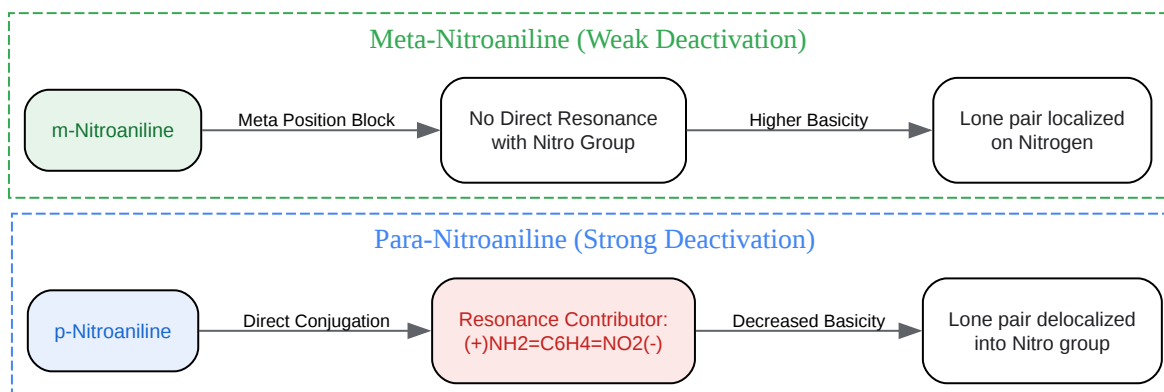 Meta-Nitroaniline (Weak Deactivation)
m-Nitroaniline
Meta Position Block
No Direct Resonance
with Nitro Group
Higher Basicity
Lone pair localized
on Nitrogen
Para-Nitroaniline (Strong Deactivation)
p-Nitroaniline
Direct Conjugation
Resonance Contributor:
(+)NH2=C6H4=NO2(-)
Decreased Basicity
Lone pair delocalized
into Nitro group